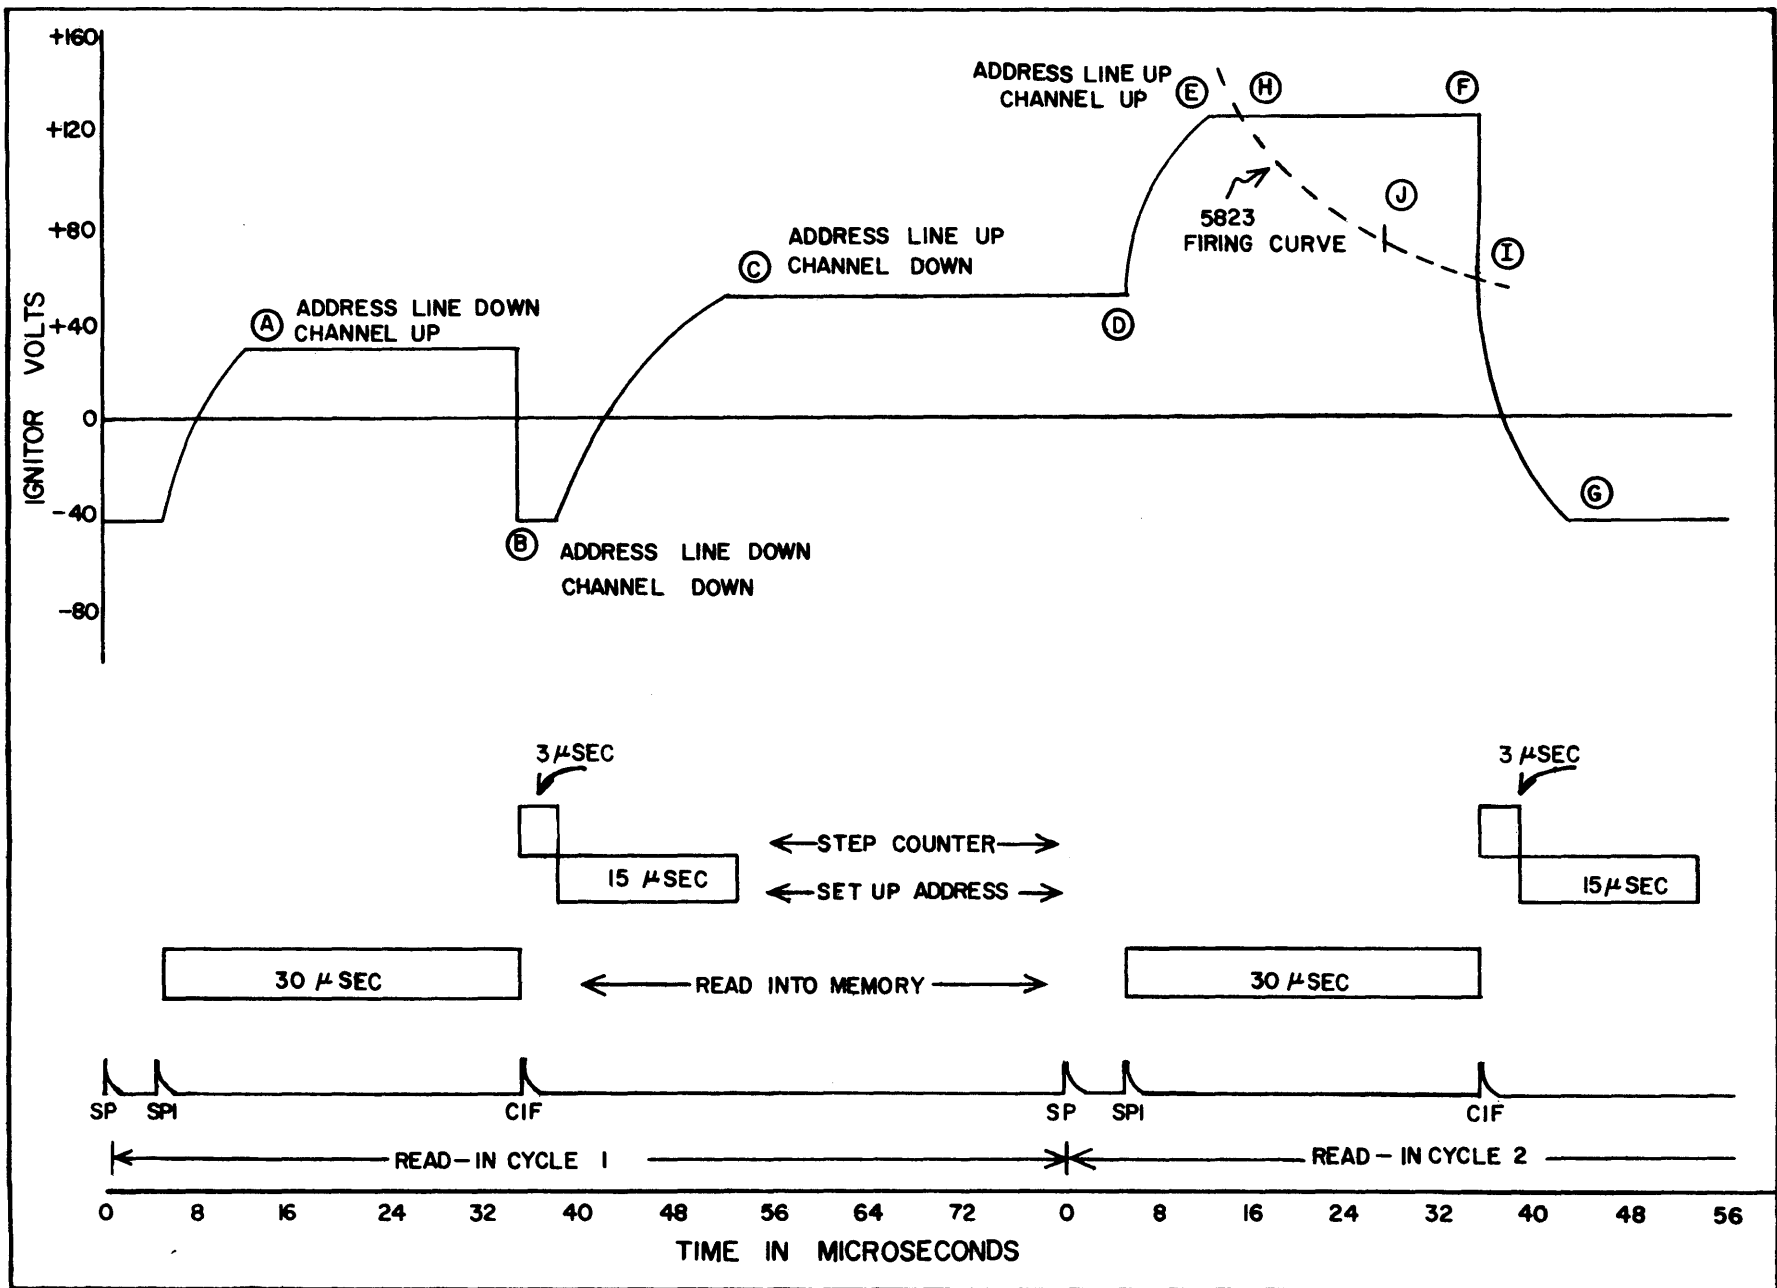 +160
ADDRESS LINE UP
CHANNEL UP
E
H
F
+120
J
+80
5823
FIRING CURVE
ADDRESS LINE UP
C CHANNEL DOWN
I
A ADDRESS LINE DOWN
CHANNEL UP
+40
D
0
IGNITOR VOLTS
-40
G
B ADDRESS LINE DOWN
CHANNEL DOWN
-80
3 μSEC
3 μSEC
STEP COUNTER
15 μSEC
SET UP ADDRESS
15 μSEC
30 μSEC
READ INTO MEMORY
30 μSEC
SP SP1 CIF SP SP1 CIF
READ-IN CYCLE 1
READ-IN CYCLE 2
0 8 16 24 32 40 48 56 64 72 0 8 16 24 32 40 48 56
TIME IN MICROSECONDS